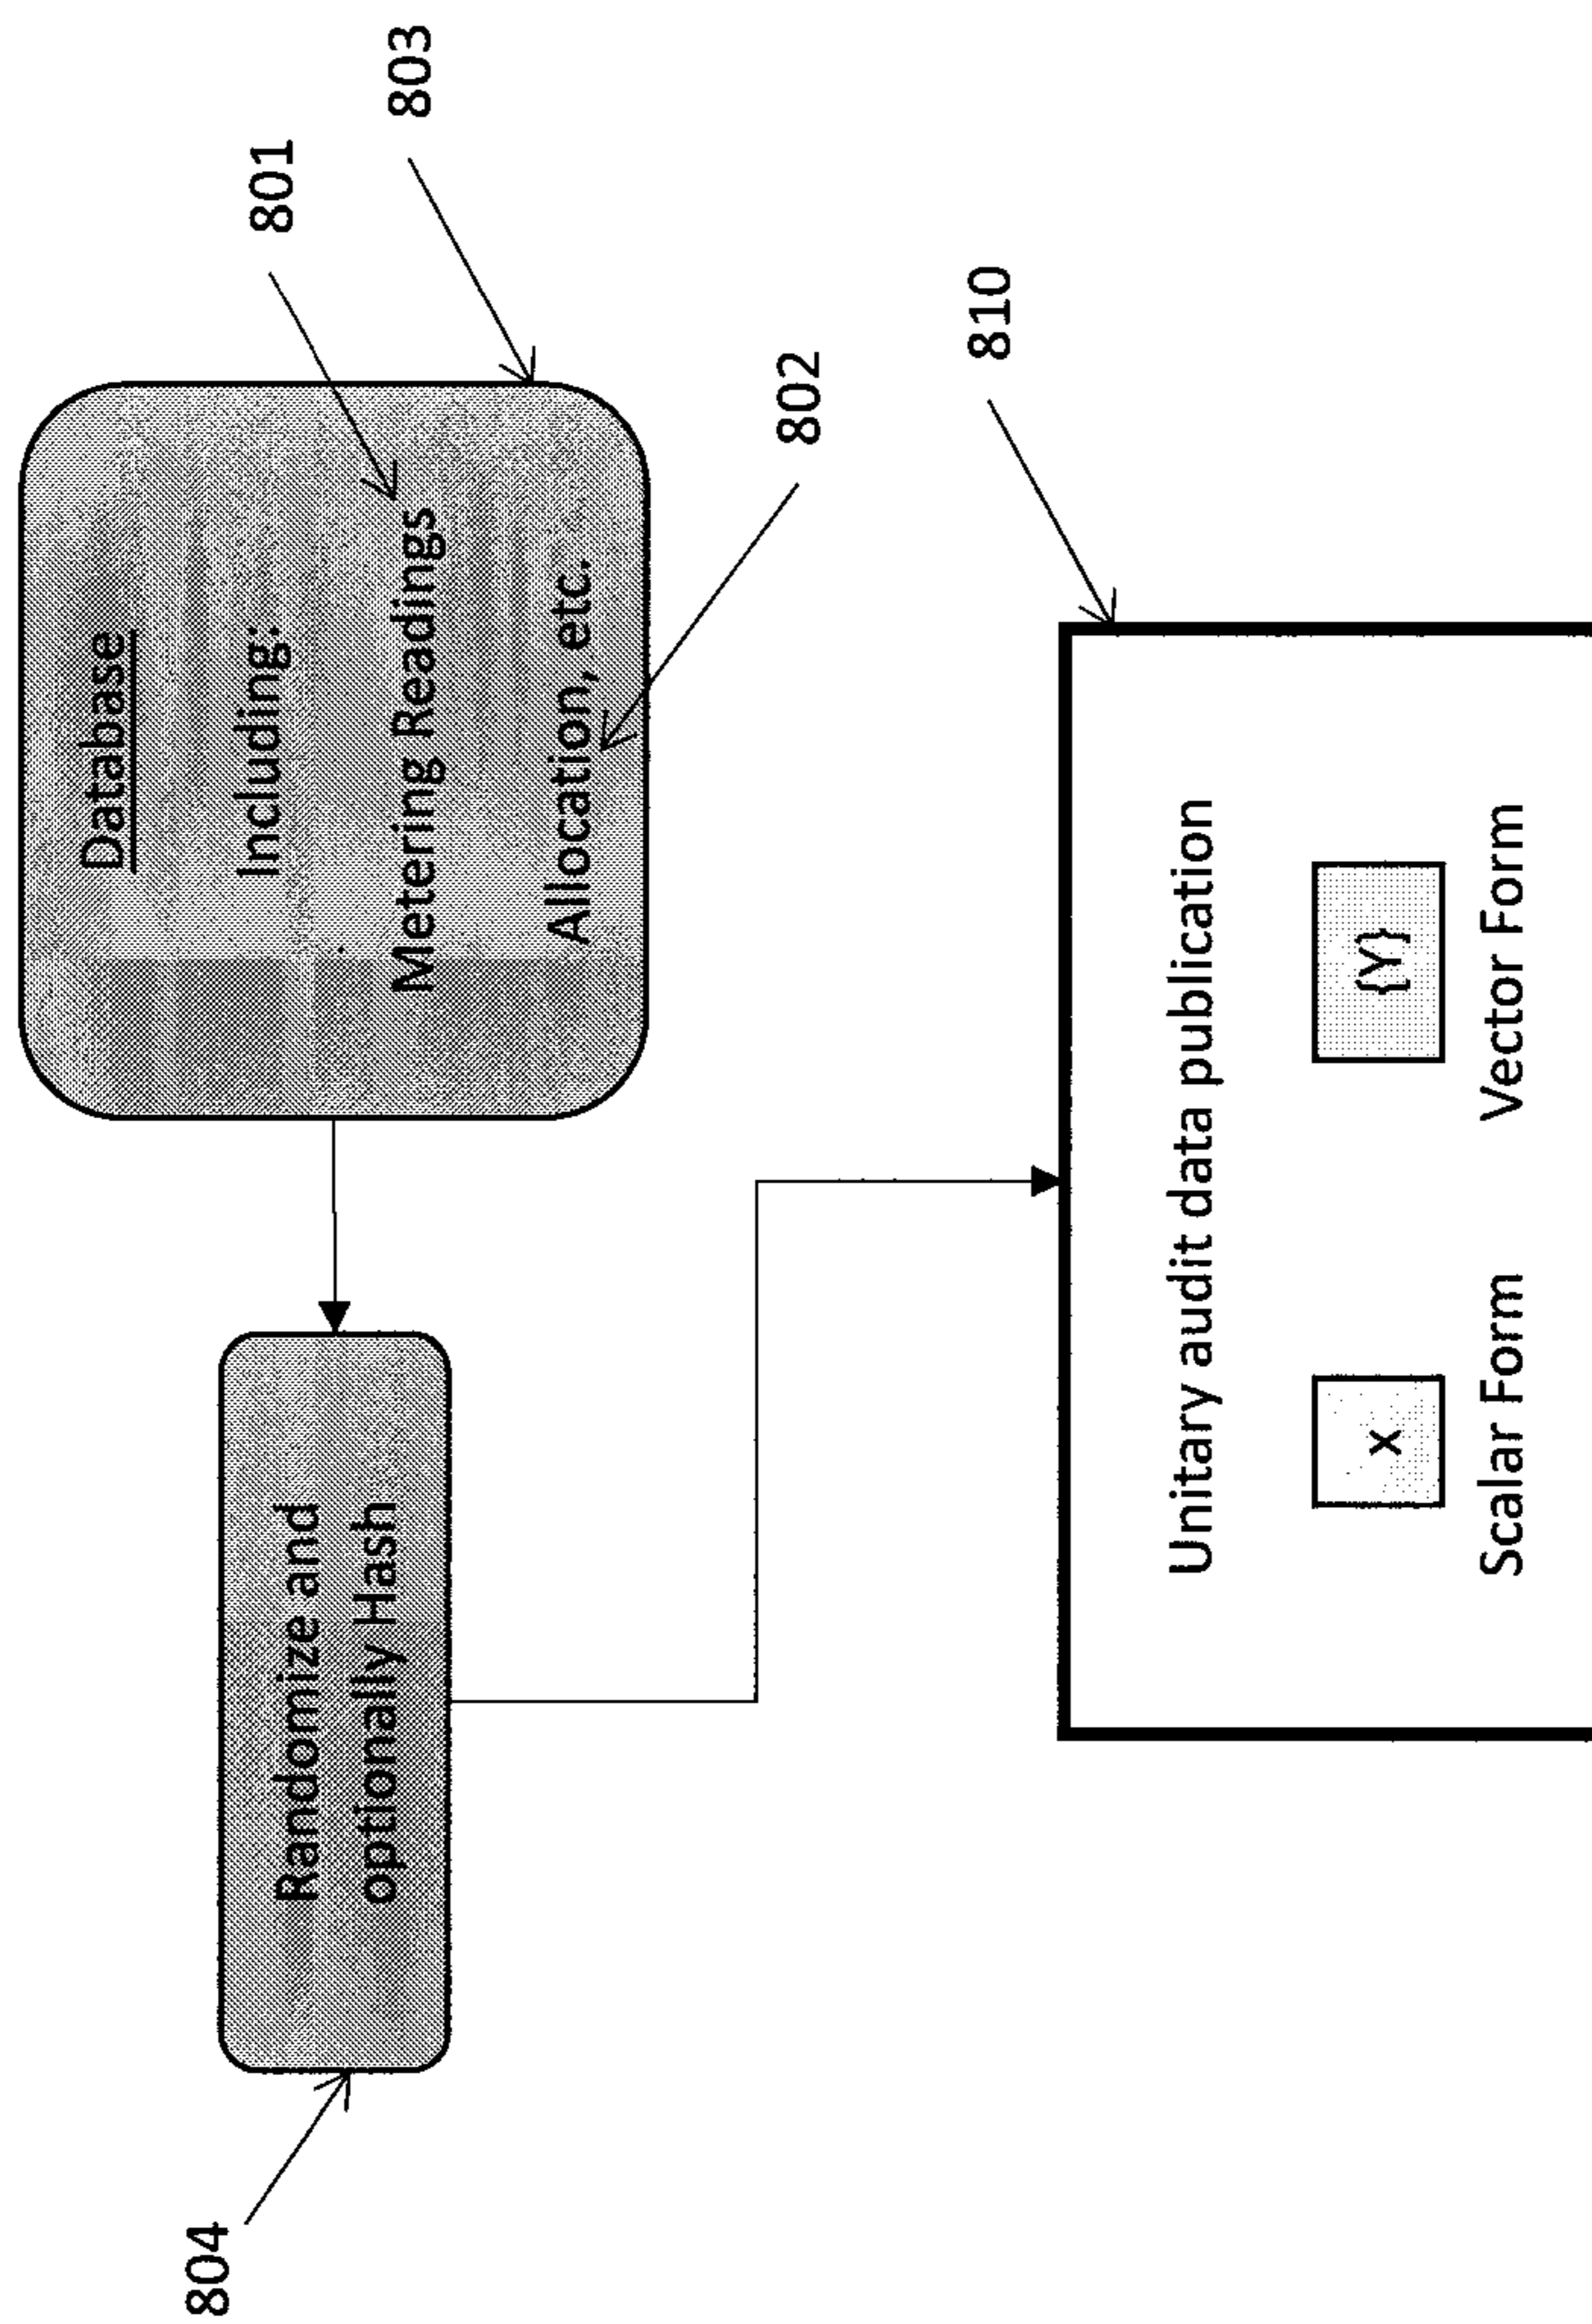 804
Randomize and
optionally Hash
Database
Including:
Metering Readings
Allocation, etc.
801
803
802
810
Unitary audit data publication
x
{Y}
Scalar Form
Vector Form